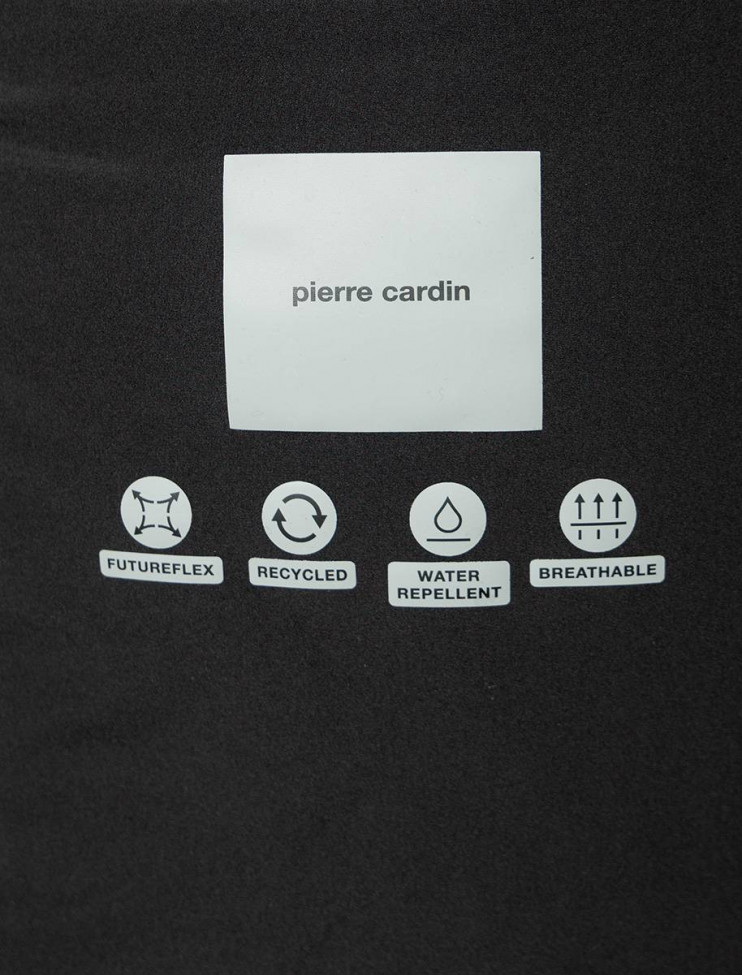 pierre cardin
FUTUREFLEX
RECYCLED
WATER
REPELLENT
BREATHABLE